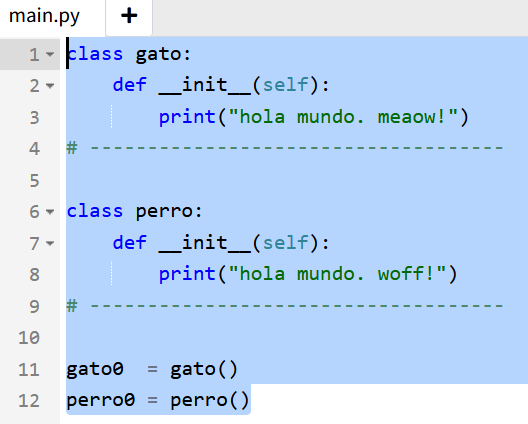 main.py +
1 class gato:
2     def __init__(self):
3         print("hola mundo. meaow!")
4 # -----------------------------------
5
6 class perro:
7     def __init__(self):
8         print("hola mundo. woff!")
9 # -----------------------------------
10
11 gato0  = gato()
12 perro0 = perro()